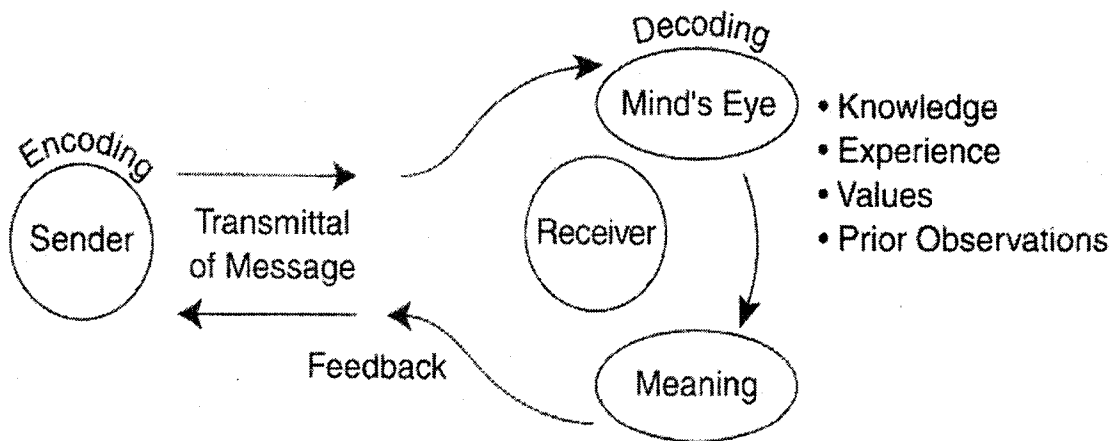 Encoding
Sender
Transmittal
of Message
Feedback
Decoding
Mind's Eye
Receiver
Meaning
• Knowledge
• Experience
• Values
• Prior Observations